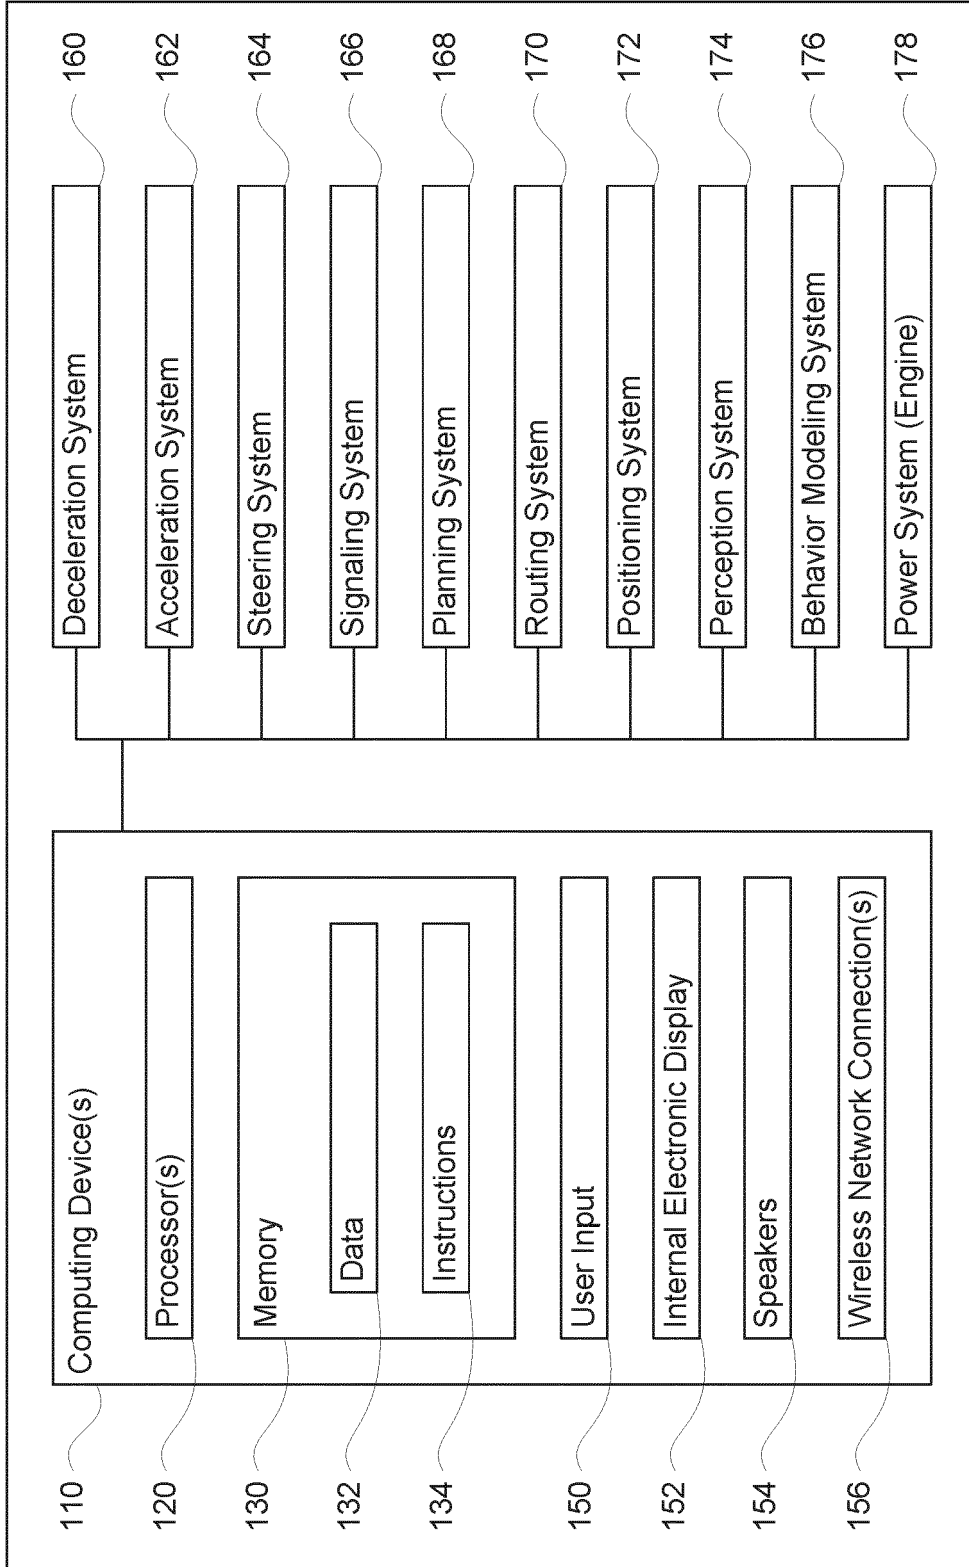 110
Computing Device(s)
120
Processor(s)
130
Memory
132
Data
134
Instructions
150
User Input
152
Internal Electronic Display
154
Speakers
156
Wireless Network Connection(s)
Deceleration System
160
Acceleration System
162
Steering System
164
Signaling System
166
Planning System
168
Routing System
170
Positioning System
172
Perception System
174
Behavior Modeling System
176
Power System (Engine)
178